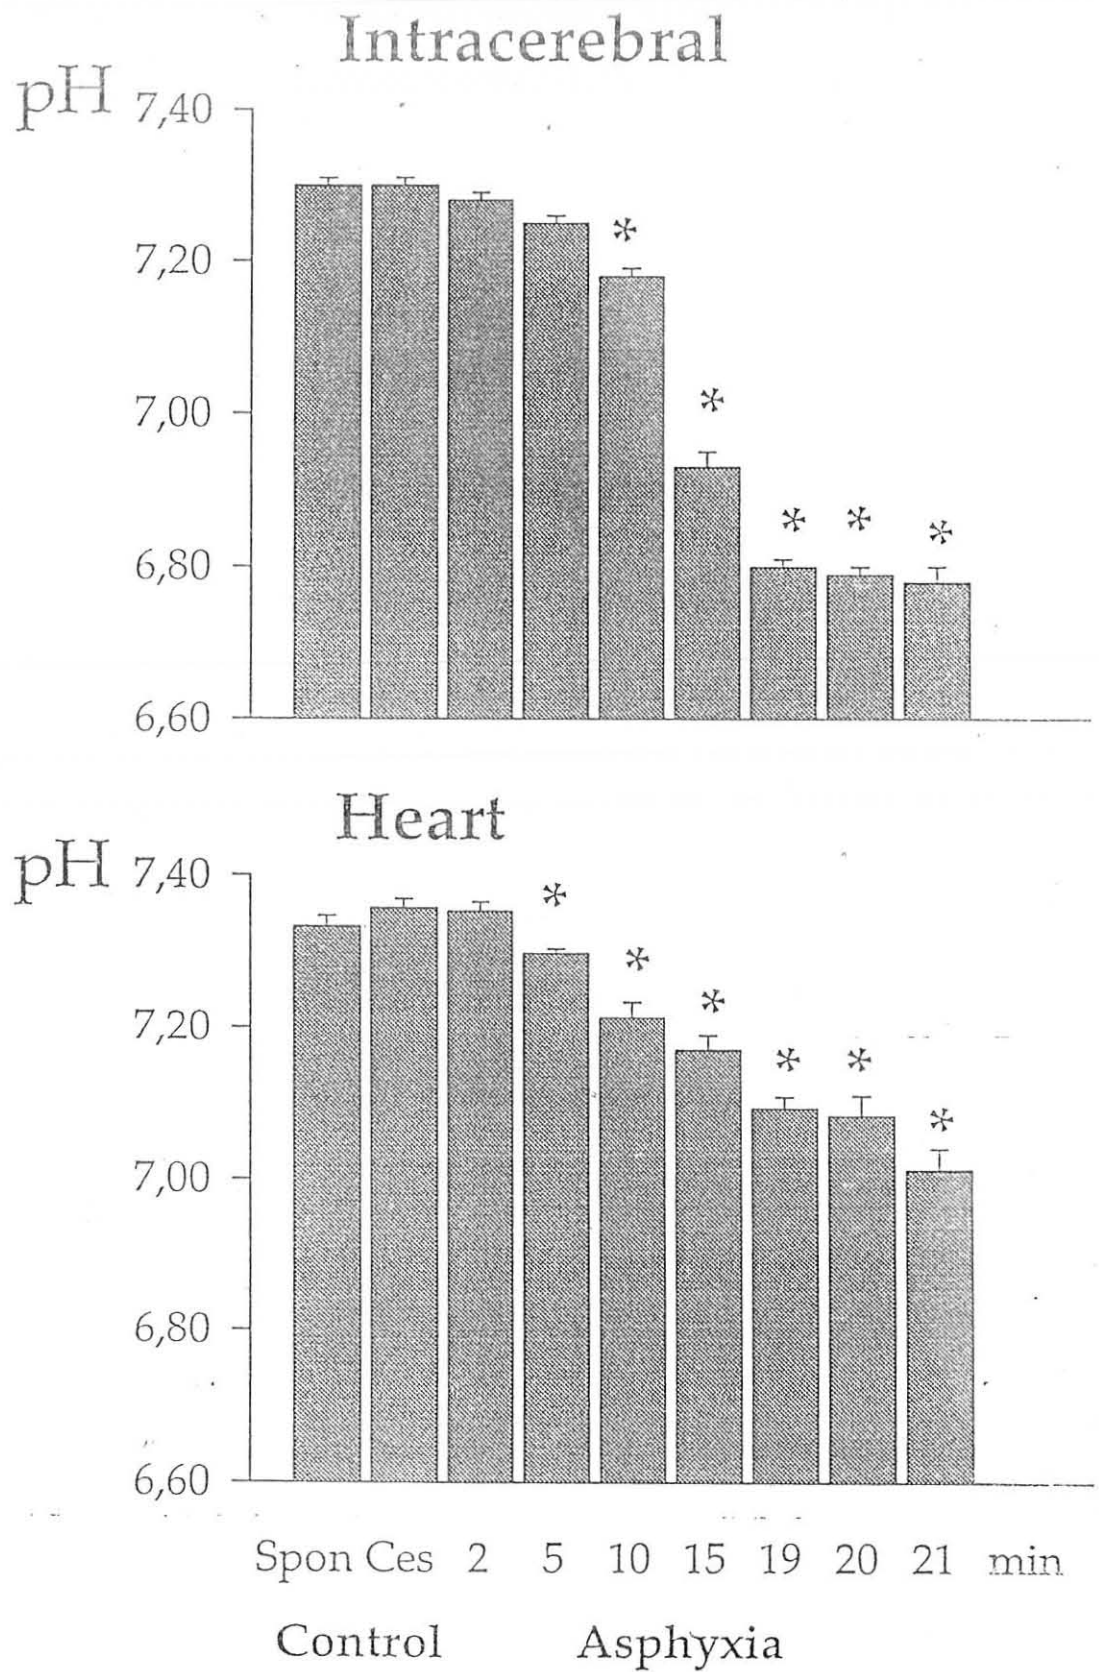 Intracerebral
pH 7,40
7,20
7,00
6,80
6,60
* * * * *
Heart
pH 7,40
7,20
7,00
6,80
6,60
* * * * * *
Spon Ces 2 5 10 15 19 20 21 min
Control Asphyxia